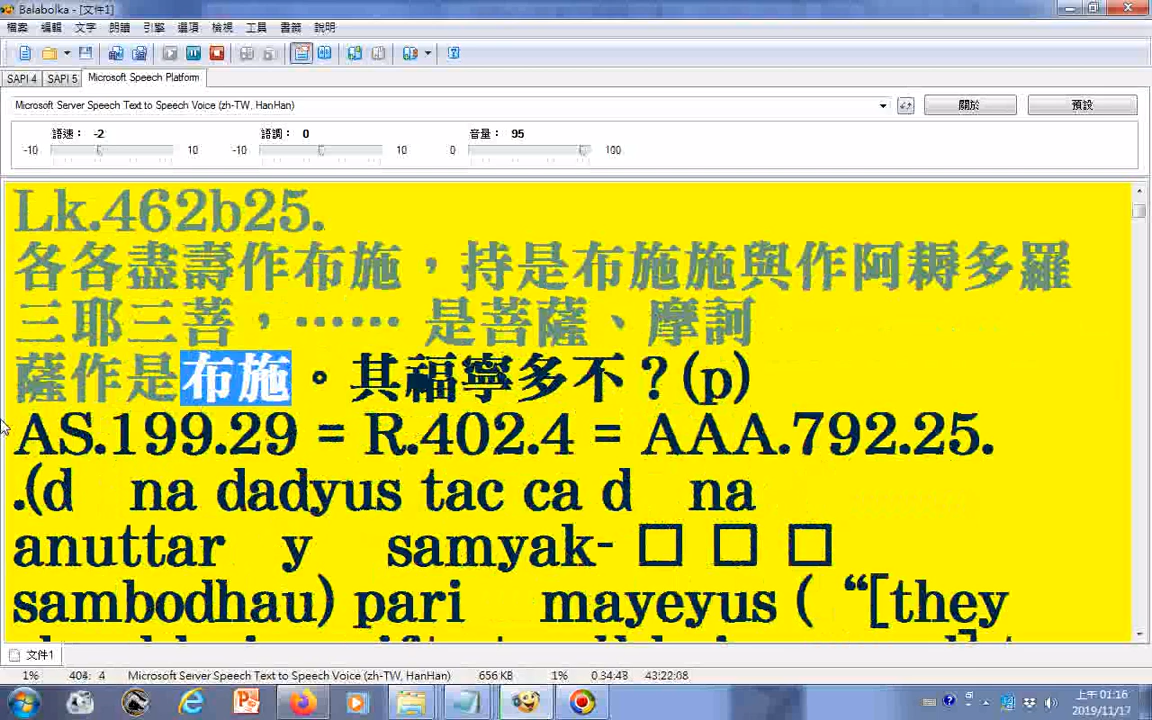 Balabolka - [文件1]
檔案 編輯 文字 朗讀 引擎 選項 檢視 工具 書籤 說明
SAPI 4 SAPI 5 Microsoft Speech Platform
Microsoft Server Speech Text to Speech Voice (zh-TW, HanHan) 關於 預設
語速： -2 語調： 0 音量： 95
-10 10 -10 10 0 100
Lk.462b25.
各各盡壽作布施，持是布施施與作阿耨多羅
三耶三菩，…… 是菩薩、摩訶
薩作是布施。其福寧多不？(p)
AS.199.29 = R.402.4 = AAA.792.25.
.(d na dadyus tac ca d na
anuttar y samyak- □ □ □
sambodhau) pari mayeyus ( “[they
文件1
1% 404: 4 Microsoft Server Speech Text to Speech Voice (zh-TW, HanHan) 656 KB 1% 0:34:43 43:22:08
上午 01:16
2019/11/17